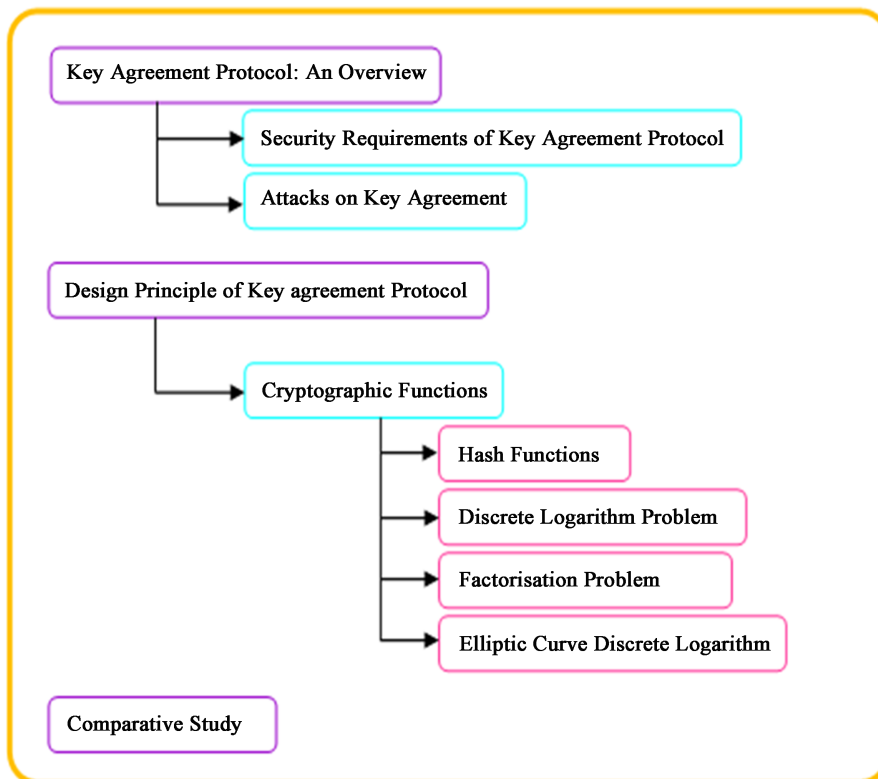 Key Agreement Protocol: An Overview
Security Requirements of Key Agreement Protocol
Attacks on Key Agreement
Design Principle of Key agreement Protocol
Cryptographic Functions
Hash Functions
Discrete Logarithm Problem
Factorisation Problem
Elliptic Curve Discrete Logarithm
Comparative Study